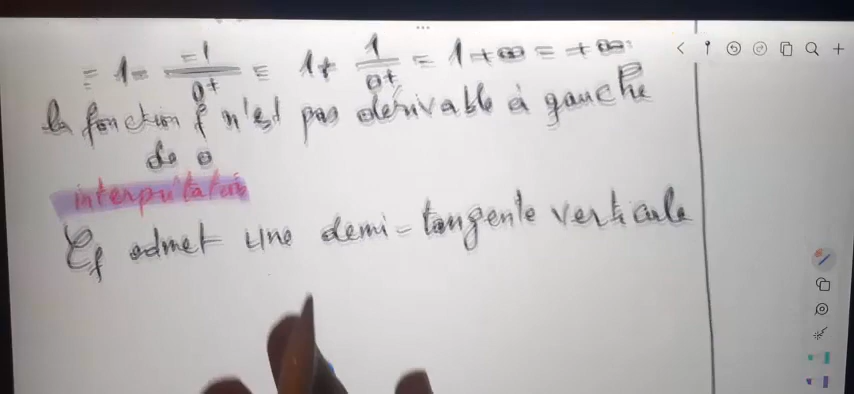 = 1 - -1/0⁺ = 1 + 1/0⁺ = 1 + ∞ = +∞
la fonction f n'est pas dérivable à gauche
de 0
interprétation
Cf admet une demi-tangente verticale